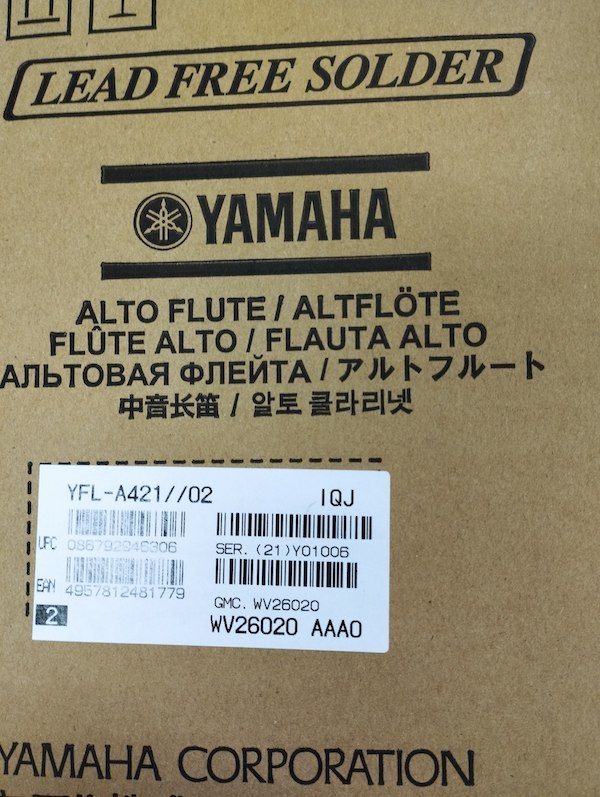 LEAD FREE SOLDER
YAMAHA
ALTO FLUTE / ALTFLÖTE
FLÛTE ALTO / FLAUTA ALTO
АЛЬТОВАЯ ФЛЕЙТА / アルトフルート
中音长笛 / 알토 클라리넷
YFL-A421//02 IQJ
UPC 086792946306
SER. (21)Y01006
EAN 4957812481779
GMC. WV26020
2
WV26020 AAA0
YAMAHA CORPORATION